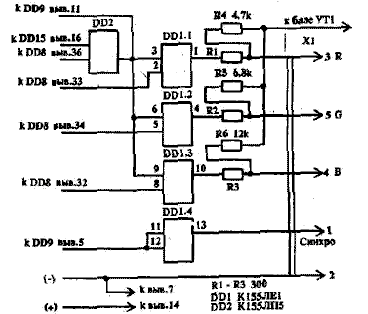 k DD9 выв.11
DD2
k DD15 выв.16
k DD8 выв.36
DD1.1
3
2
1
k DD8 выв.33
R4 4,7k
к базе VT1
X1
R1
3 R
R5 6,8k
DD1.2
6
5
4
k DD8 выв.34
R2
5 G
R6 12k
DD1.3
9
8
10
k DD8 выв.32
R3
4 B
DD1.4
11
12
13
k DD9 выв.5
1
Синхро
(-)
2
k выв.7
(+)
k выв.14
R1 - R3 300
DD1 К155ЛЕ1
DD2 К155ЛП5